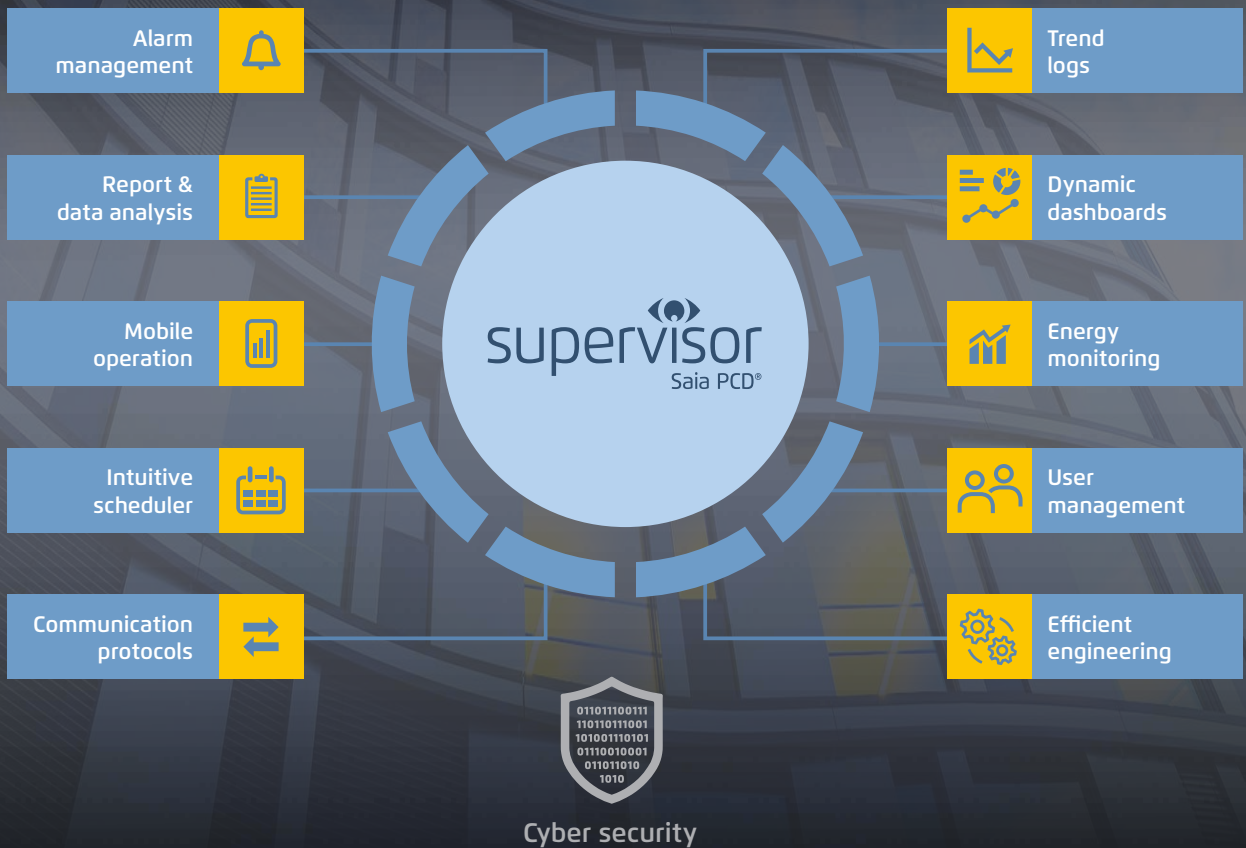 Alarm
management
Report &
data analysis
Mobile
operation
Intuitive
scheduler
Communication
protocols
supervisor
Saia PCD®
Trend
logs
Dynamic
dashboards
Energy
monitoring
User
management
Efficient
engineering
011011100111
110110111001
101001110101
01110010001
011011010
1010
Cyber security